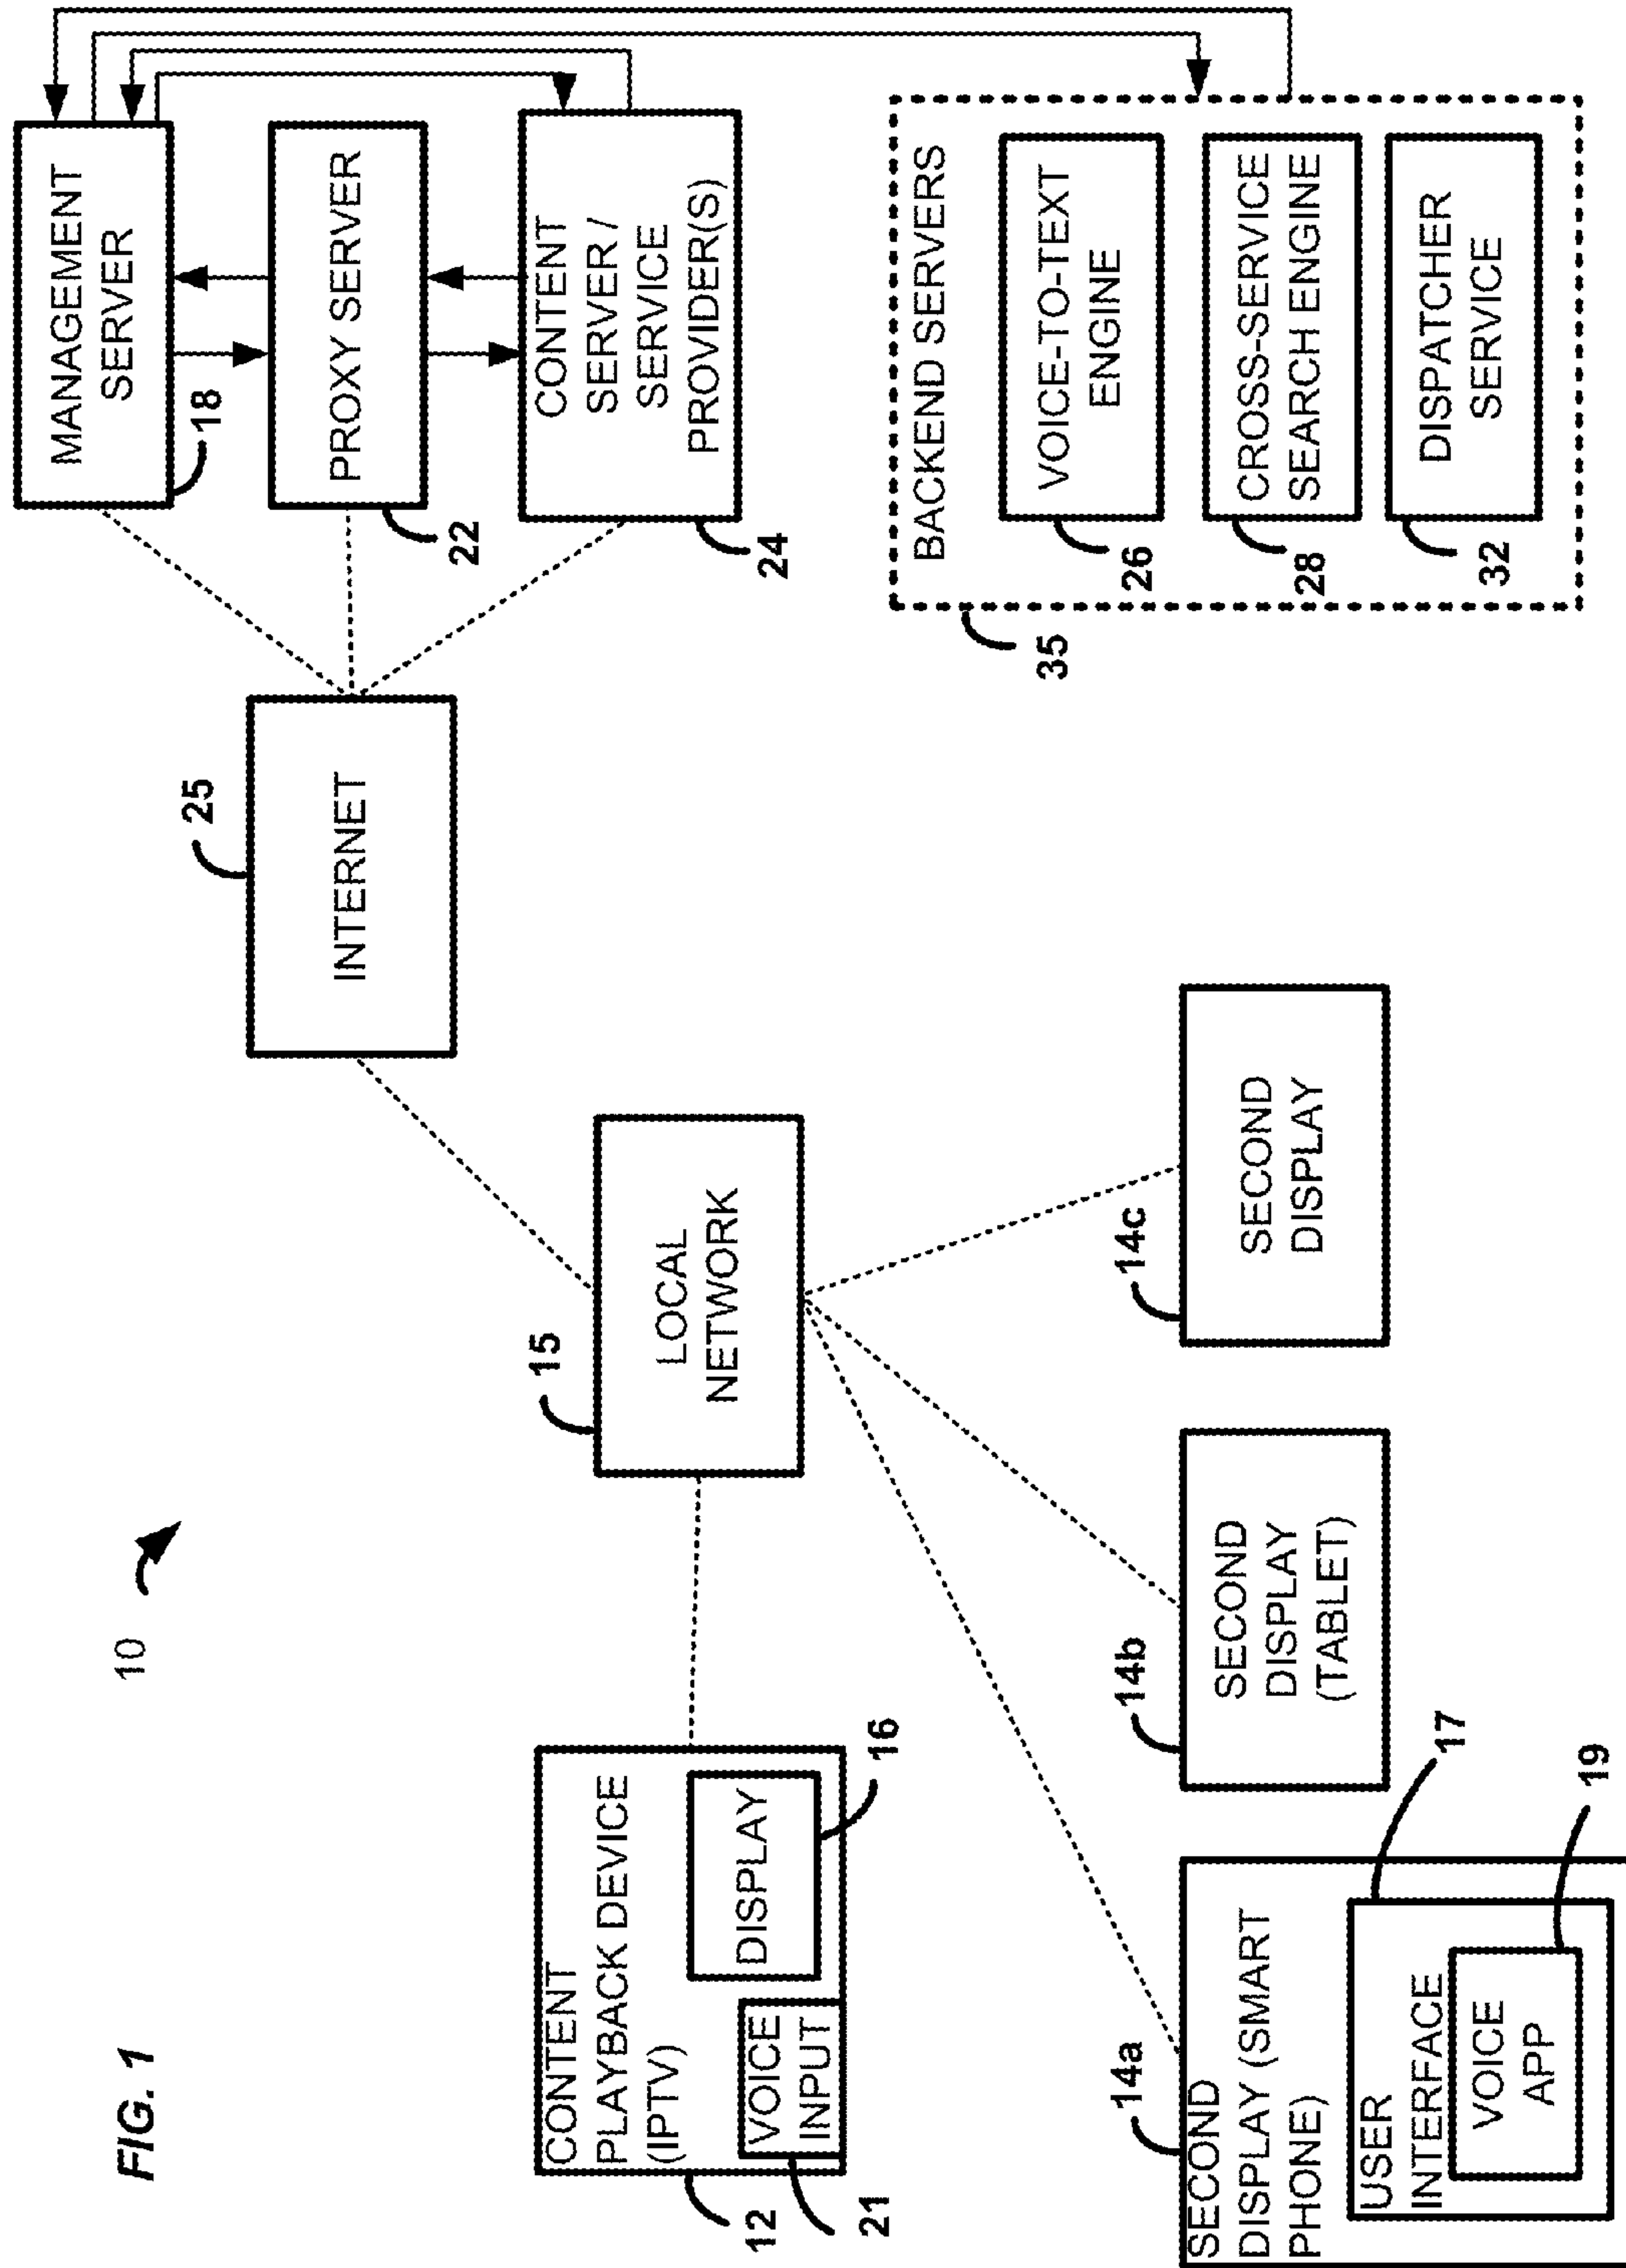 FIG. 1
10
CONTENT
PLAYBACK DEVICE
(IPTV)
DISPLAY
VOICE
INPUT
12
21
16
LOCAL
NETWORK
15
INTERNET
25
MANAGEMENT
SERVER
18
PROXY SERVER
22
CONTENT
SERVER /
SERVICE
PROVIDER(S)
24
BACKEND SERVERS
35
VOICE-TO-TEXT
ENGINE
26
CROSS-SERVICE
SEARCH ENGINE
28
DISPATCHER
SERVICE
32
14a
SECOND
DISPLAY (SMART
PHONE)
USER
INTERFACE
VOICE
APP
17
19
14b
SECOND
DISPLAY
(TABLET)
14c
SECOND
DISPLAY